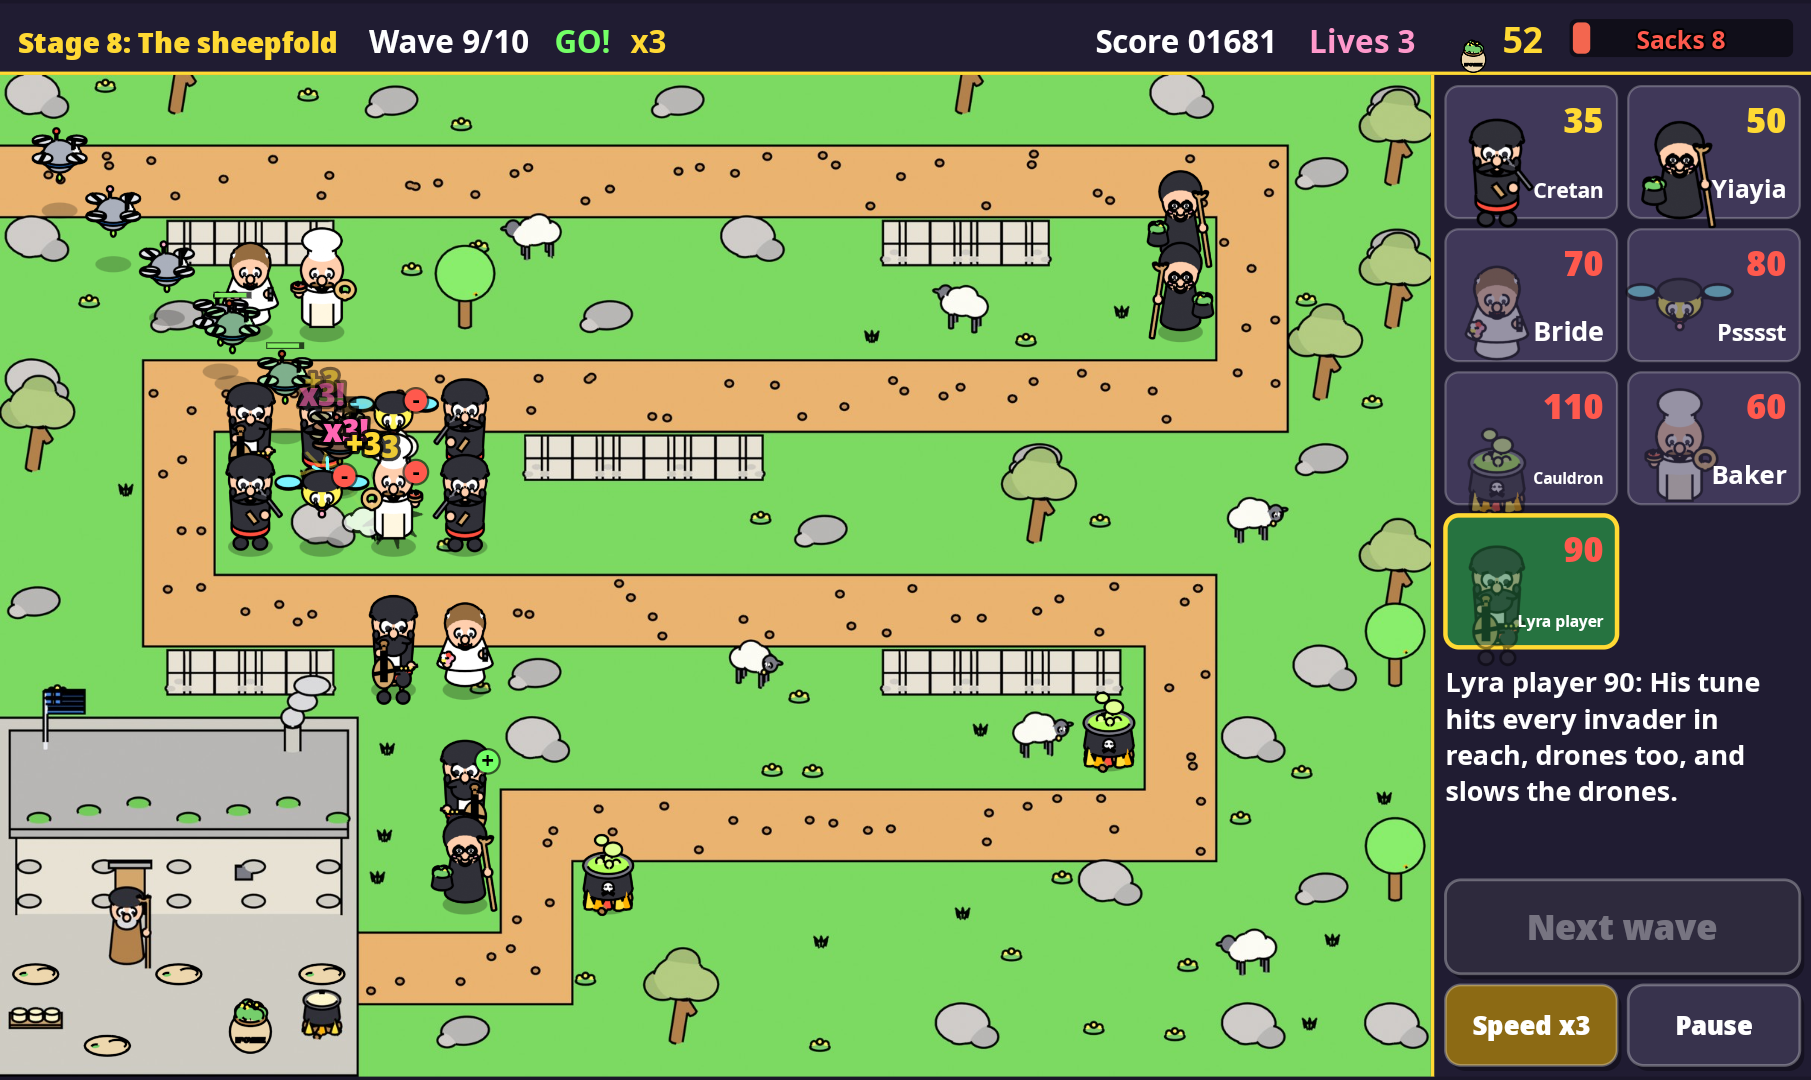 Stage 8: The sheepfold
Wave 9/10
GO!
x3
Score 01681
Lives 3
52
Sacks 8
35
Cretan
50
Yiayia
70
Bride
80
Psssst
110
Cauldron
60
Baker
90
Lyra player
x3!
x3!
+33
Lyra player 90: His tune
hits every invader in
reach, drones too, and
slows the drones.
Next wave
Speed x3
Pause